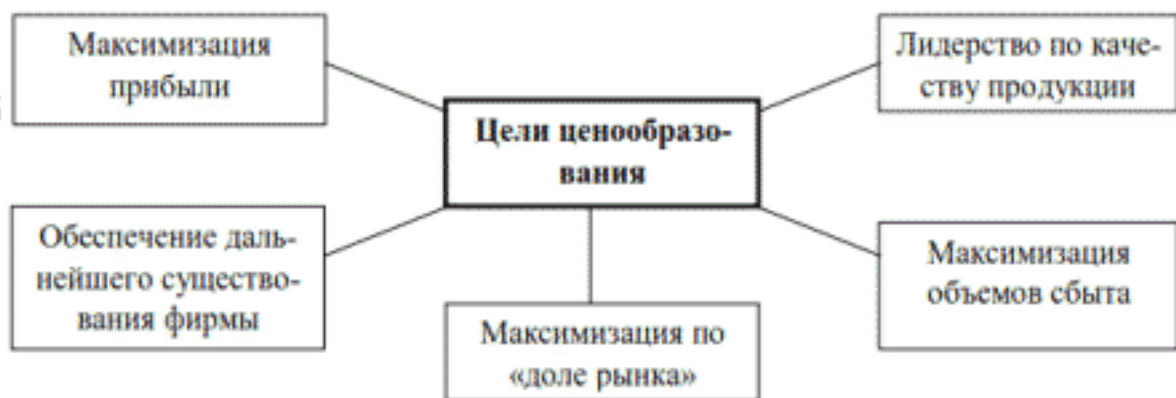 Максимизация
прибыли
Лидерство по каче-
ству продукции
Цели ценообразо-
вания
Обеспечение даль-
нейшего существо-
вания фирмы
Максимизация
объемов сбыта
Максимизация по
«доле рынка»